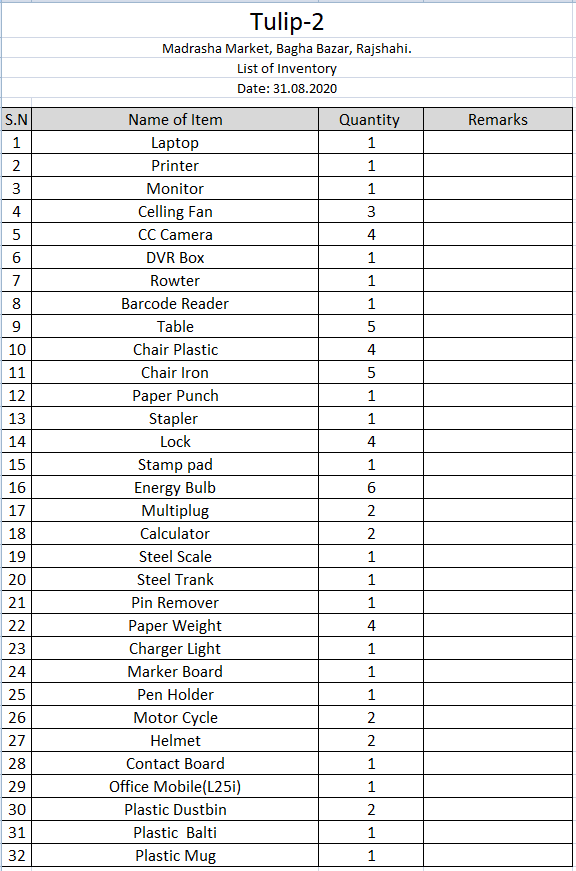 Tulip-2
Madrasha Market, Bagha Bazar, Rajshahi.
List of Inventory
Date: 31.08.2020
S.N Name of Item Quantity Remarks
1 Laptop 1
2 Printer 1
3 Monitor 1
4 Celling Fan 3
5 CC Camera 4
6 DVR Box 1
7 Rowter 1
8 Barcode Reader 1
9 Table 5
10 Chair Plastic 4
11 Chair Iron 5
12 Paper Punch 1
13 Stapler 1
14 Lock 4
15 Stamp pad 1
16 Energy Bulb 6
17 Multiplug 2
18 Calculator 2
19 Steel Scale 1
20 Steel Trank 1
21 Pin Remover 1
22 Paper Weight 4
23 Charger Light 1
24 Marker Board 1
25 Pen Holder 1
26 Motor Cycle 2
27 Helmet 2
28 Contact Board 1
29 Office Mobile(L25i) 1
30 Plastic Dustbin 2
31 Plastic  Balti 1
32 Plastic Mug 1